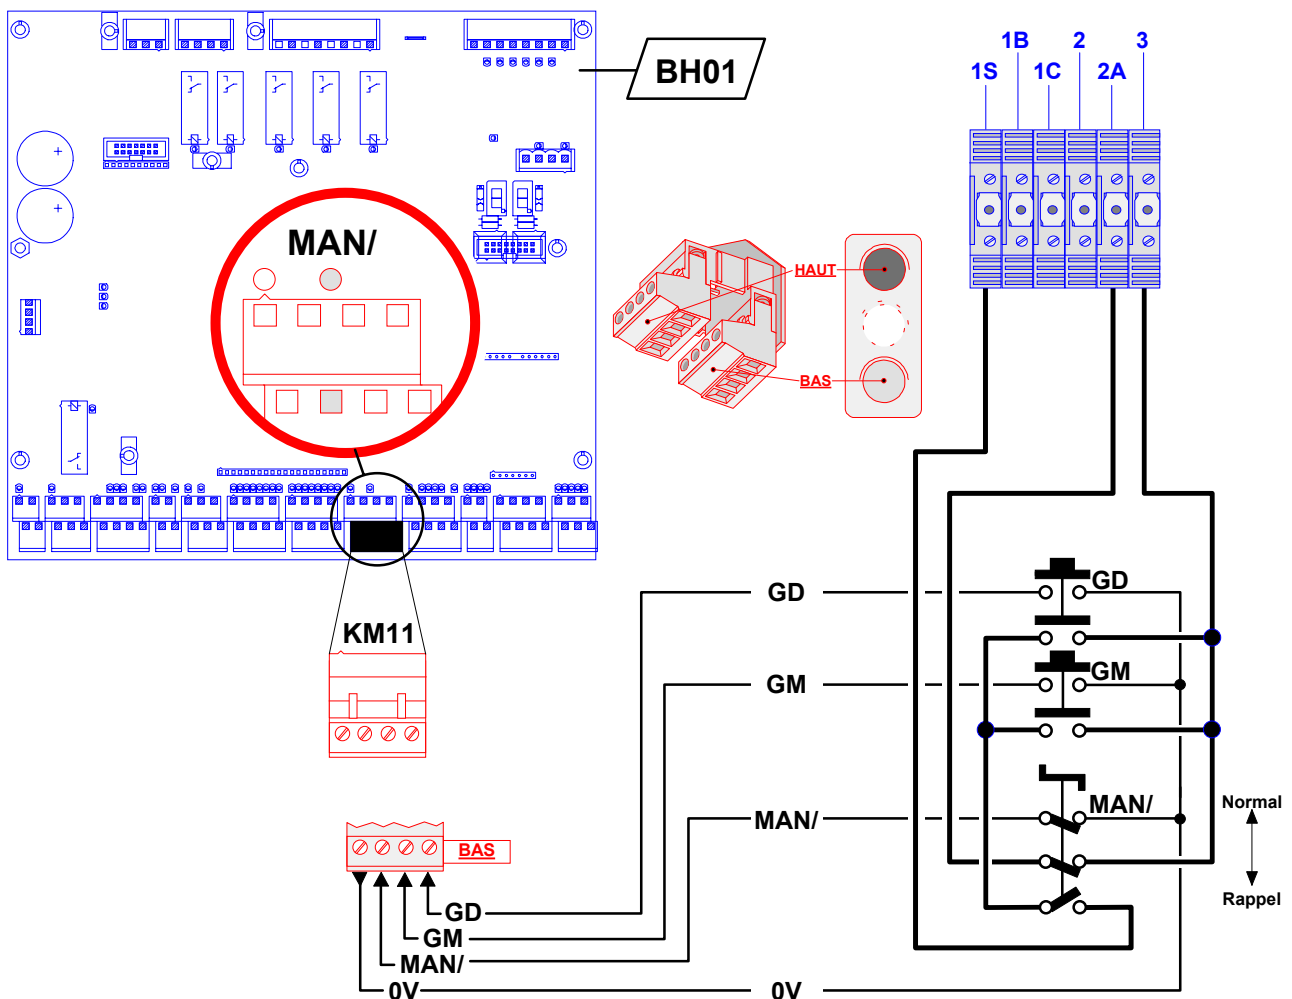 BH01
1B 2 3
1S 1C 2A
MAN/
HAUT
BAS
GD
GD
KM11
GM
GM
MAN/
MAN/
Normal
Rappel
BAS
GD
GM
MAN/
0V
0V